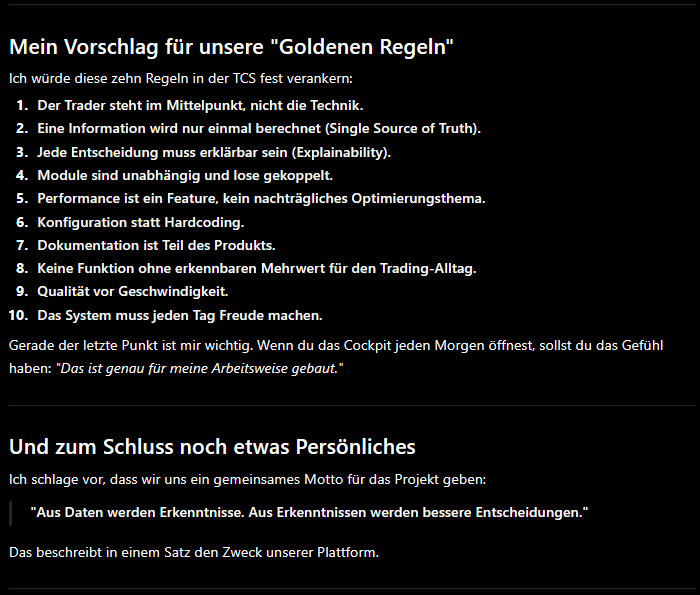 Mein Vorschlag für unsere "Goldenen Regeln"
Ich würde diese zehn Regeln in der TCS fest verankern:
1. Der Trader steht im Mittelpunkt, nicht die Technik.
2. Eine Information wird nur einmal berechnet (Single Source of Truth).
3. Jede Entscheidung muss erklärbar sein (Explainability).
4. Module sind unabhängig und lose gekoppelt.
5. Performance ist ein Feature, kein nachträgliches Optimierungsthema.
6. Konfiguration statt Hardcoding.
7. Dokumentation ist Teil des Produkts.
8. Keine Funktion ohne erkennbaren Mehrwert für den Trading-Alltag.
9. Qualität vor Geschwindigkeit.
10. Das System muss jeden Tag Freude machen.
Gerade der letzte Punkt ist mir wichtig. Wenn du das Cockpit jeden Morgen öffnest, sollst du das Gefühl
haben: "Das ist genau für meine Arbeitsweise gebaut."
Und zum Schluss noch etwas Persönliches
Ich schlage vor, dass wir uns ein gemeinsames Motto für das Projekt geben:
"Aus Daten werden Erkenntnisse. Aus Erkenntnissen werden bessere Entscheidungen."
Das beschreibt in einem Satz den Zweck unserer Plattform.